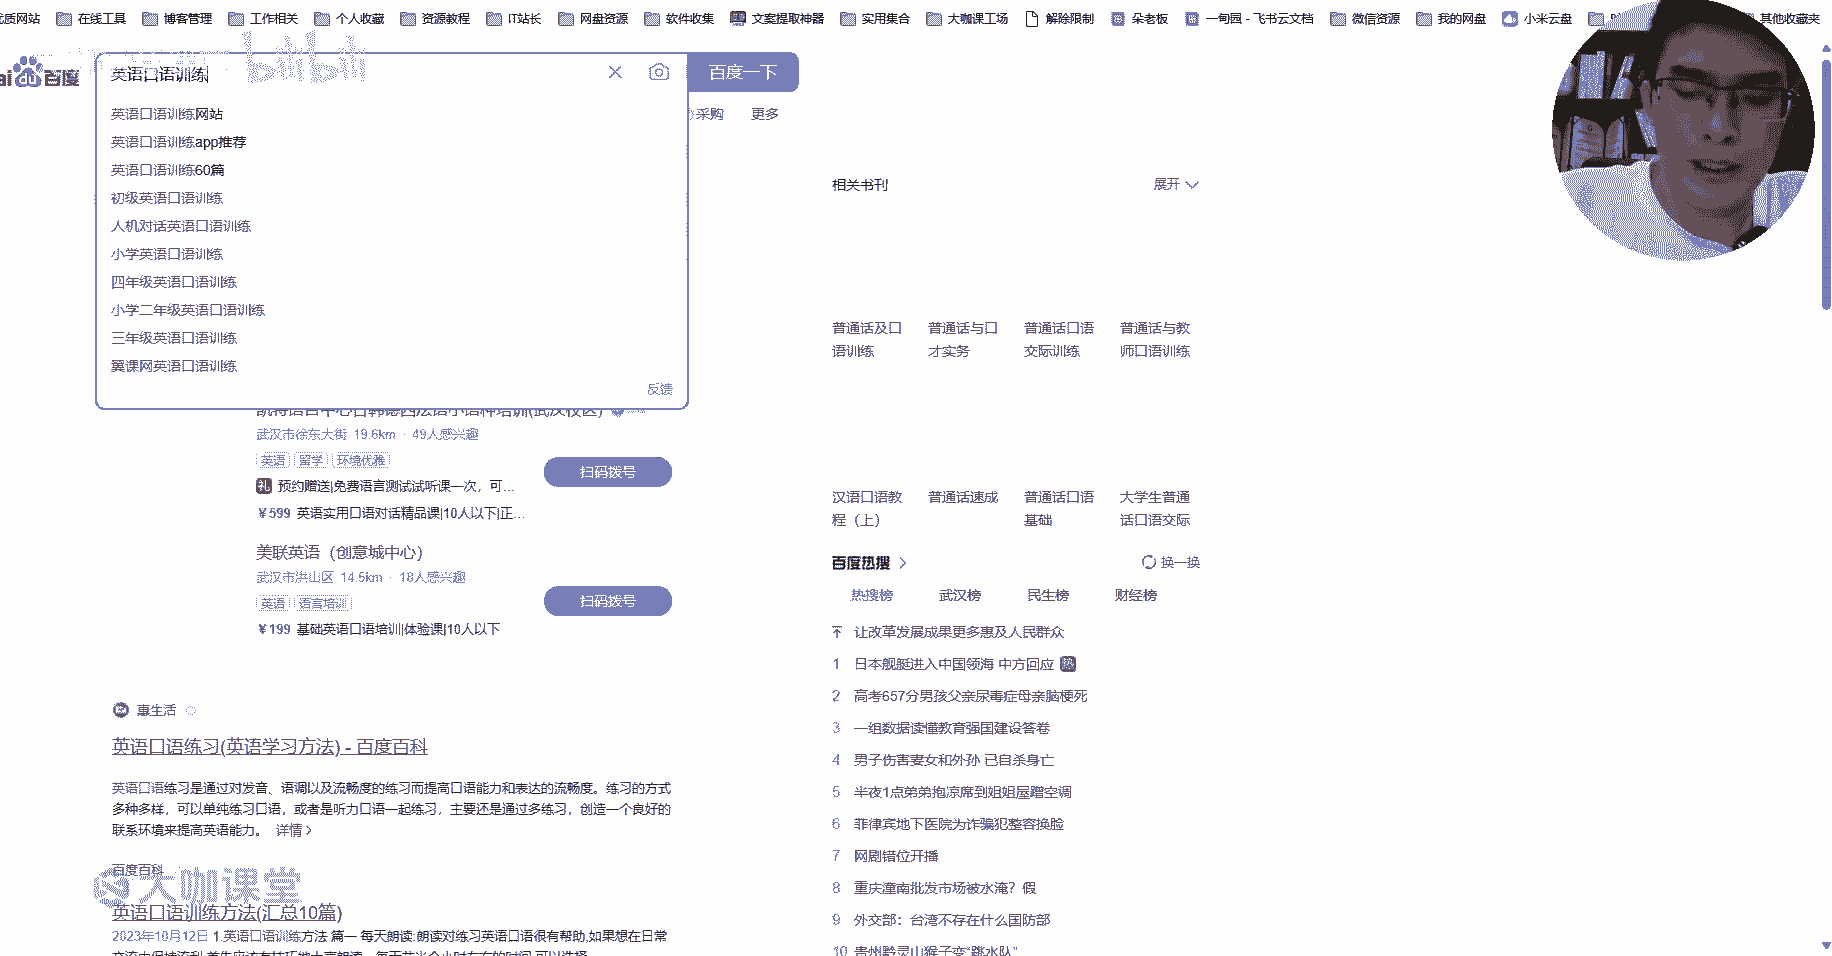 优质网站 在线工具 博客管理 工作相关 个人收藏 资源教程 IT站长 网盘资源 软件收集 文案提取神器 实用集合 大咖课工场 解除限制 朵老板 一甸园 - 飞书云文档 微信资源 我的网盘 小米云盘 其他收藏夹
bilibili
du百度
英语口语训练
百度一下
英语口语训练网站
采购 更多
英语口语训练app推荐
英语口语训练60篇
初级英语口语训练
人机对话英语口语训练
小学英语口语训练
四年级英语口语训练
小学二年级英语口语训练
三年级英语口语训练
翼课网英语口语训练
反馈
武汉市徐东大街 19.6km · 49人感兴趣
英语 留学 环境优雅
扫码拨号
礼 预约赠送|免费语言测试试听课一次，可...
￥599 英语实用口语对话精品课|10人以下|正...
美联英语（创意城中心）
武汉市洪山区 14.5km · 18人感兴趣
英语 语言培训
扫码拨号
￥199 基础英语口语培训|体验课|10人以下
惠生活
英语口语练习(英语学习方法) - 百度百科
英语口语练习是通过对发音、语调以及流畅度的练习而提高口语能力和表达的流畅度。练习的方式
多种多样，可以单纯练习口语，或者是听力口语一起练习，主要还是通过多练习，创造一个良好的
联系环境来提高英语能力。 详情 >
百度百科
大咖课堂
英语口语训练方法(汇总10篇)
2023年10月12日 1.英语口语训练方法 篇一 每天朗读:朗读对练习英语口语很有帮助,如果想在日常
相关书刊 展开
普通话及口语训练
普通话与口才实务
普通话口语交际训练
普通话与教师口语训练
汉语口语教程（上）
普通话速成
普通话口语基础
大学生普通话口语交际
百度热搜 > 换一换
热搜榜 武汉榜 民生榜 财经榜
让改革发展成果更多惠及人民群众
1 日本舰艇进入中国领海 中方回应 热
2 高考657分男孩父亲尿毒症母亲脑梗死
3 一组数据读懂教育强国建设答卷
4 男子伤害妻女和外孙 已自杀身亡
5 半夜1点弟弟抱凉席到姐姐屋蹭空调
6 菲律宾地下医院为诈骗犯整容换脸
7 网剧错位开播
8 重庆潼南批发市场被水淹？假
9 外交部：台湾不存在什么国防部
10 贵州黔灵山猴子变“跳水队”